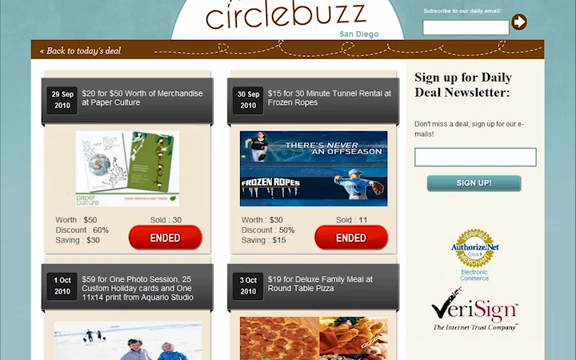 circlebuzz
San Diego
Subscribe to our daily email:
« Back to today's deal
29 Sep
2010
$20 for $50 Worth of Merchandise
at Paper Culture
paper
culture
Worth : $50
Sold : 30
Discount : 60%
Saving : $30
ENDED
30 Sep
2010
$15 for 30 Minute Tunnel Rental at
Frozen Ropes
THERE'S NEVER
AN OFFSEASON
FROZEN ROPES
Worth : $30
Sold : 11
Discount : 50%
Saving : $15
ENDED
1 Oct
2010
$59 for One Photo Session, 25
Custom Holiday cards and One
11x14 print from Aquario Studio
3 Oct
2010
$19 for Deluxe Family Meal at
Round Table Pizza
Sign up for Daily
Deal Newsletter:
Don't miss a deal, sign up for our e-
mails!
SIGN UP!
Authorize.Net
Click
Electronic
Commerce
VeriSign
The Internet Trust Company